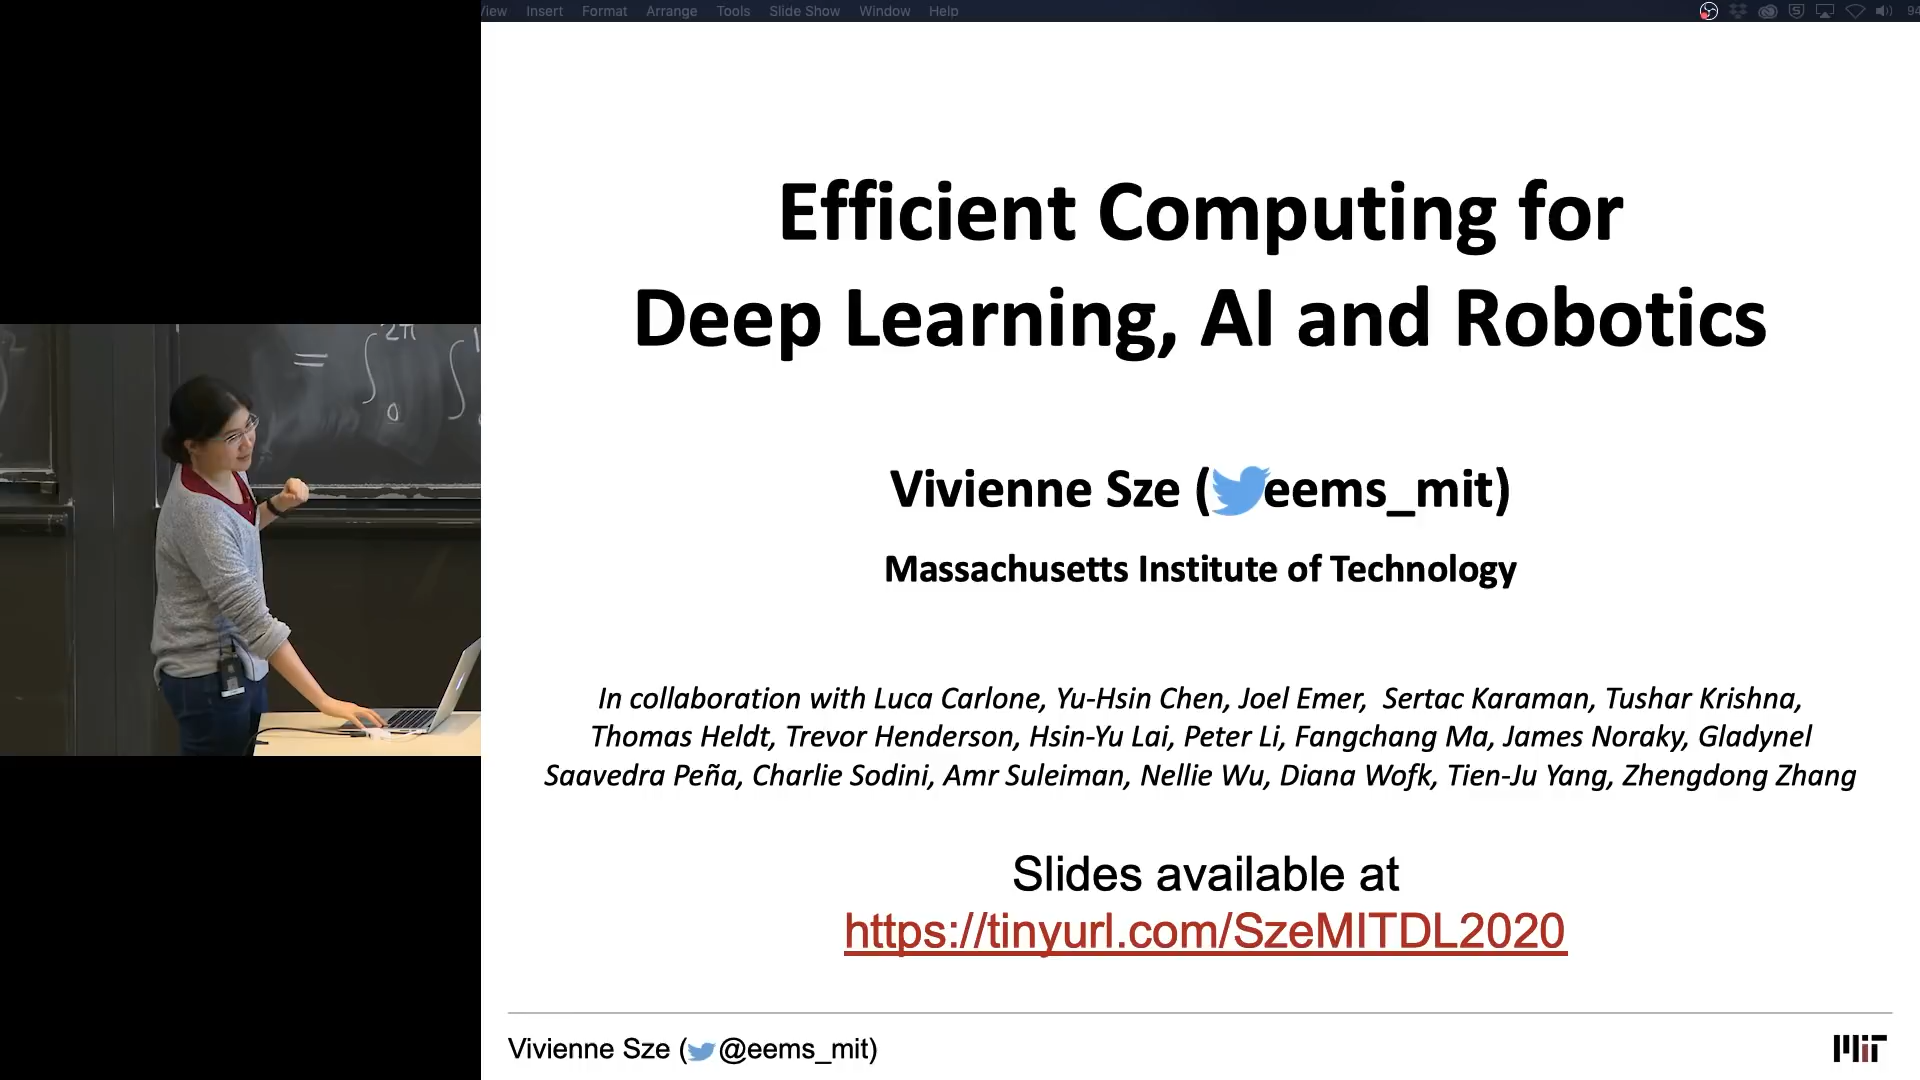 View Insert Format Arrange Tools Slide Show Window Help
Efficient Computing for
Deep Learning, AI and Robotics
Vivienne Sze (eems_mit)
Massachusetts Institute of Technology
In collaboration with Luca Carlone, Yu-Hsin Chen, Joel Emer, Sertac Karaman, Tushar Krishna,
Thomas Heldt, Trevor Henderson, Hsin-Yu Lai, Peter Li, Fangchang Ma, James Noraky, Gladynel
Saavedra Peña, Charlie Sodini, Amr Suleiman, Nellie Wu, Diana Wofk, Tien-Ju Yang, Zhengdong Zhang
Slides available at
https://tinyurl.com/SzeMITDL2020
Vivienne Sze (@eems_mit)
MIT
= ∫ 2π 0 ∫